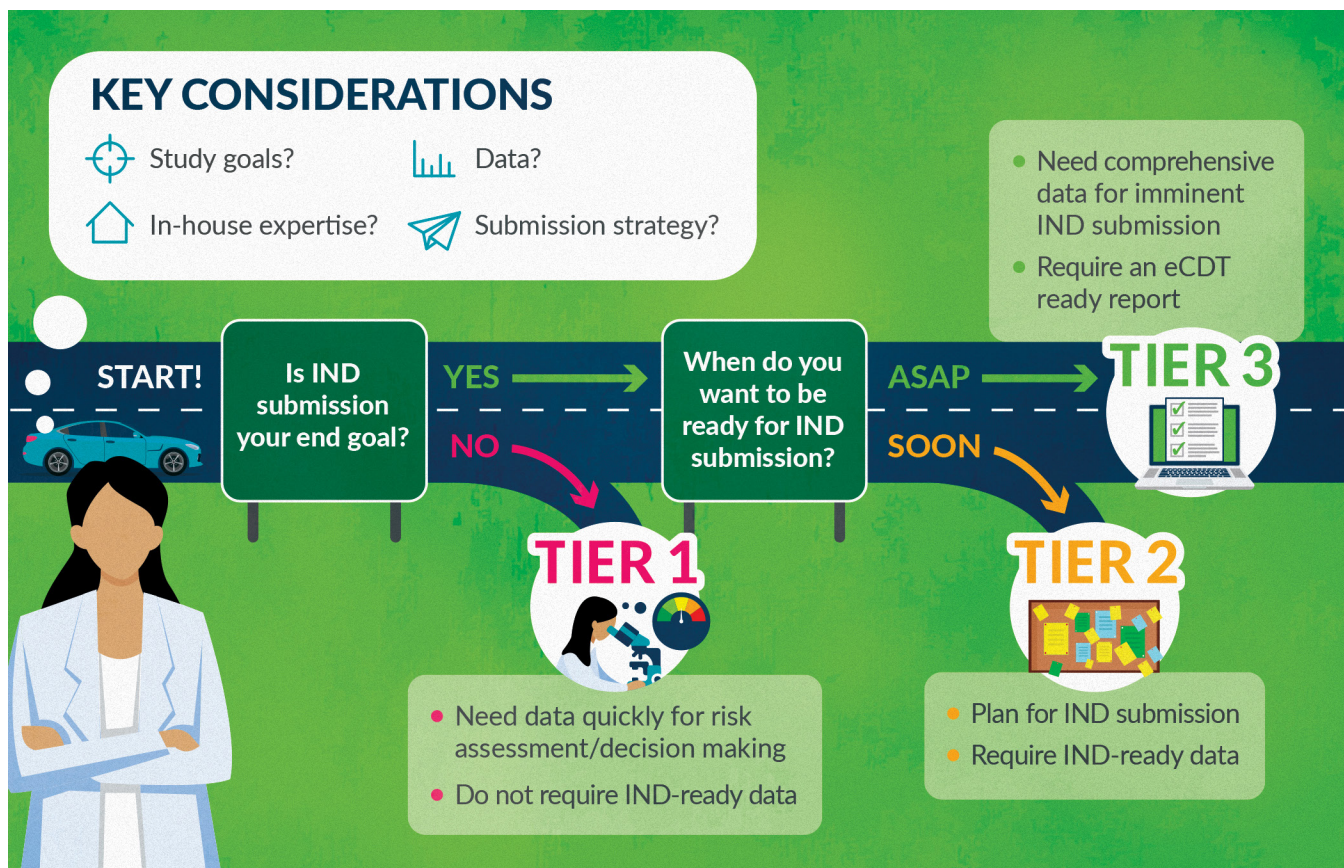 KEY CONSIDERATIONS
Study goals?
Data?
In-house expertise?
Submission strategy?
START!
Is IND
submission
your end goal?
YES
NO
When do you
want to be
ready for IND
submission?
ASAP
SOON
TIER 3
Need comprehensive
data for imminent
IND submission
Require an eCDT
ready report
TIER 1
Need data quickly for risk
assessment/decision making
Do not require IND-ready data
TIER 2
Plan for IND submission
Require IND-ready data